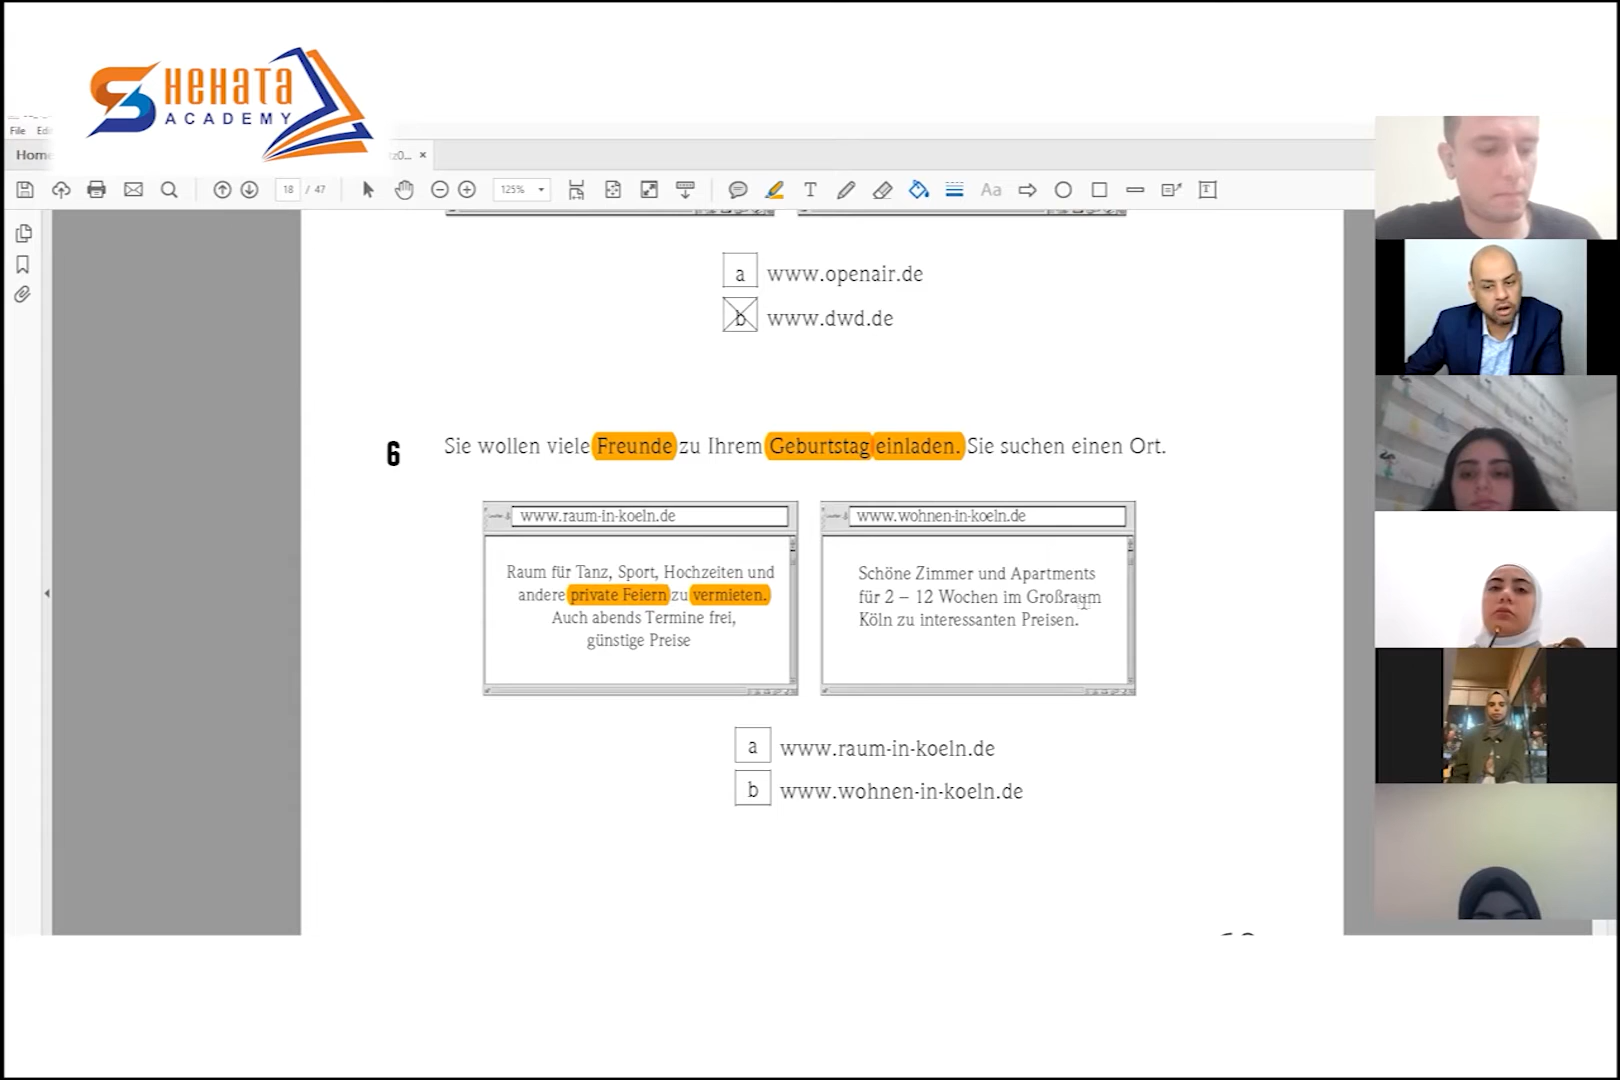 SHEHATA
ACADEMY
File
Home
z0...
18 / 47
125%
T
Aa
a www.openair.de
b www.dwd.de
6 Sie wollen viele Freunde zu Ihrem Geburtstag einladen. Sie suchen einen Ort.
www.raum-in-koeln.de
Raum für Tanz, Sport, Hochzeiten und
andere private Feiern zu vermieten.
Auch abends Termine frei,
günstige Preise
www.wohnen-in-koeln.de
Schöne Zimmer und Apartments
für 2 – 12 Wochen im Großraum
Köln zu interessanten Preisen.
a www.raum-in-koeln.de
b www.wohnen-in-koeln.de